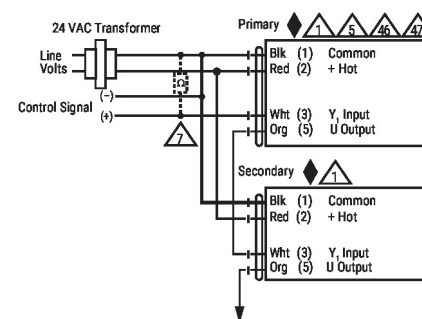 24 VAC Transformer
Primary 1 5 46 47
Line
Volts
Blk (1) Common
Red (2) + Hot
Ω
(−)
Control Signal
(+)
Wht (3) Y₁ Input
Org (5) U Output
7
Secondary 1
Blk (1) Common
Red (2) + Hot
Wht (3) Y₁ Input
Org (5) U Output